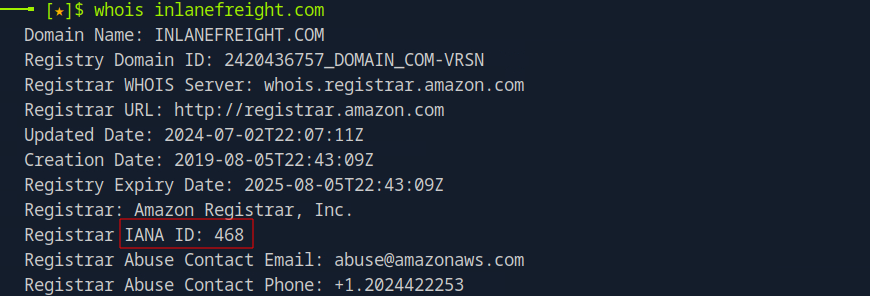 [★]$ whois inlanefreight.com
Domain Name: INLANEFREIGHT.COM
Registry Domain ID: 2420436757_DOMAIN_COM-VRSN
Registrar WHOIS Server: whois.registrar.amazon.com
Registrar URL: http://registrar.amazon.com
Updated Date: 2024-07-02T22:07:11Z
Creation Date: 2019-08-05T22:43:09Z
Registry Expiry Date: 2025-08-05T22:43:09Z
Registrar: Amazon Registrar, Inc.
Registrar IANA ID: 468
Registrar Abuse Contact Email: abuse@amazonaws.com
Registrar Abuse Contact Phone: +1.2024422253